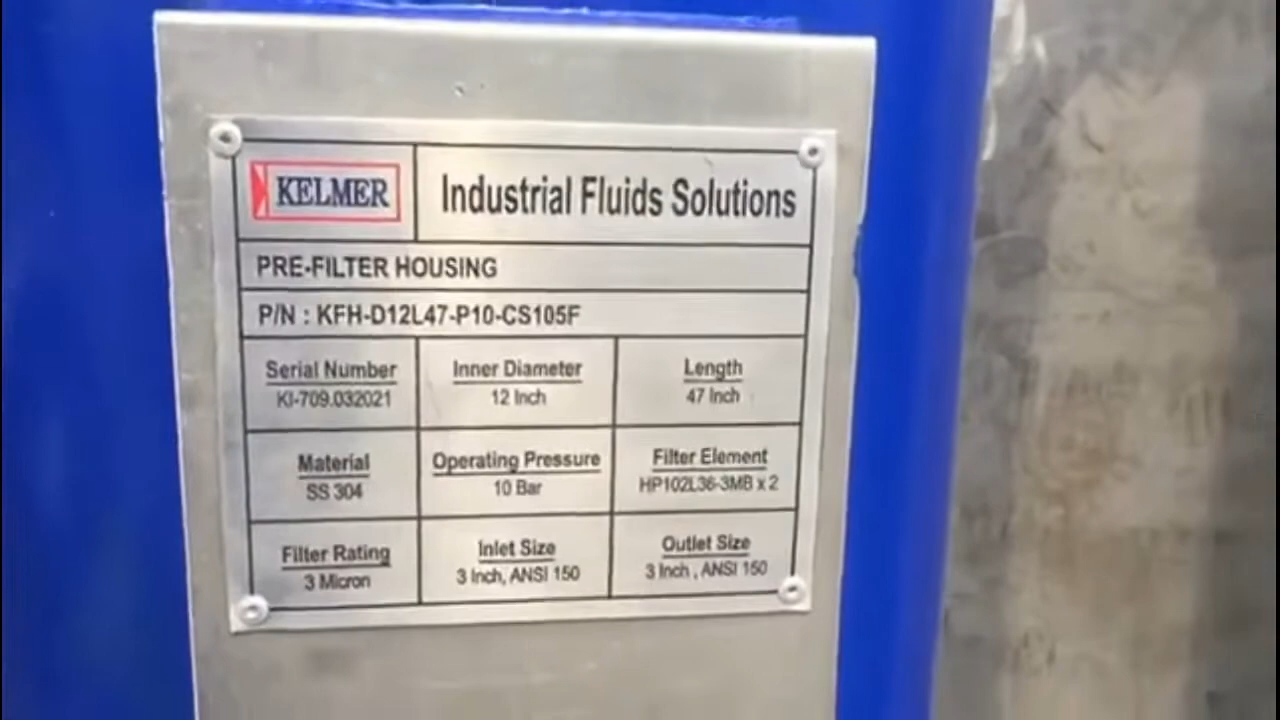 KELMER
Industrial Fluids Solutions
PRE-FILTER HOUSING
P/N : KFH-D12L47-P10-CS105F
Serial Number
KI-709.032021
Inner Diameter
12 Inch
Length
47 Inch
Material
SS 304
Operating Pressure
10 Bar
Filter Element
HP102L36-3MB x 2
Filter Rating
3 Micron
Inlet Size
3 Inch, ANSI 150
Outlet Size
3 Inch , ANSI 150